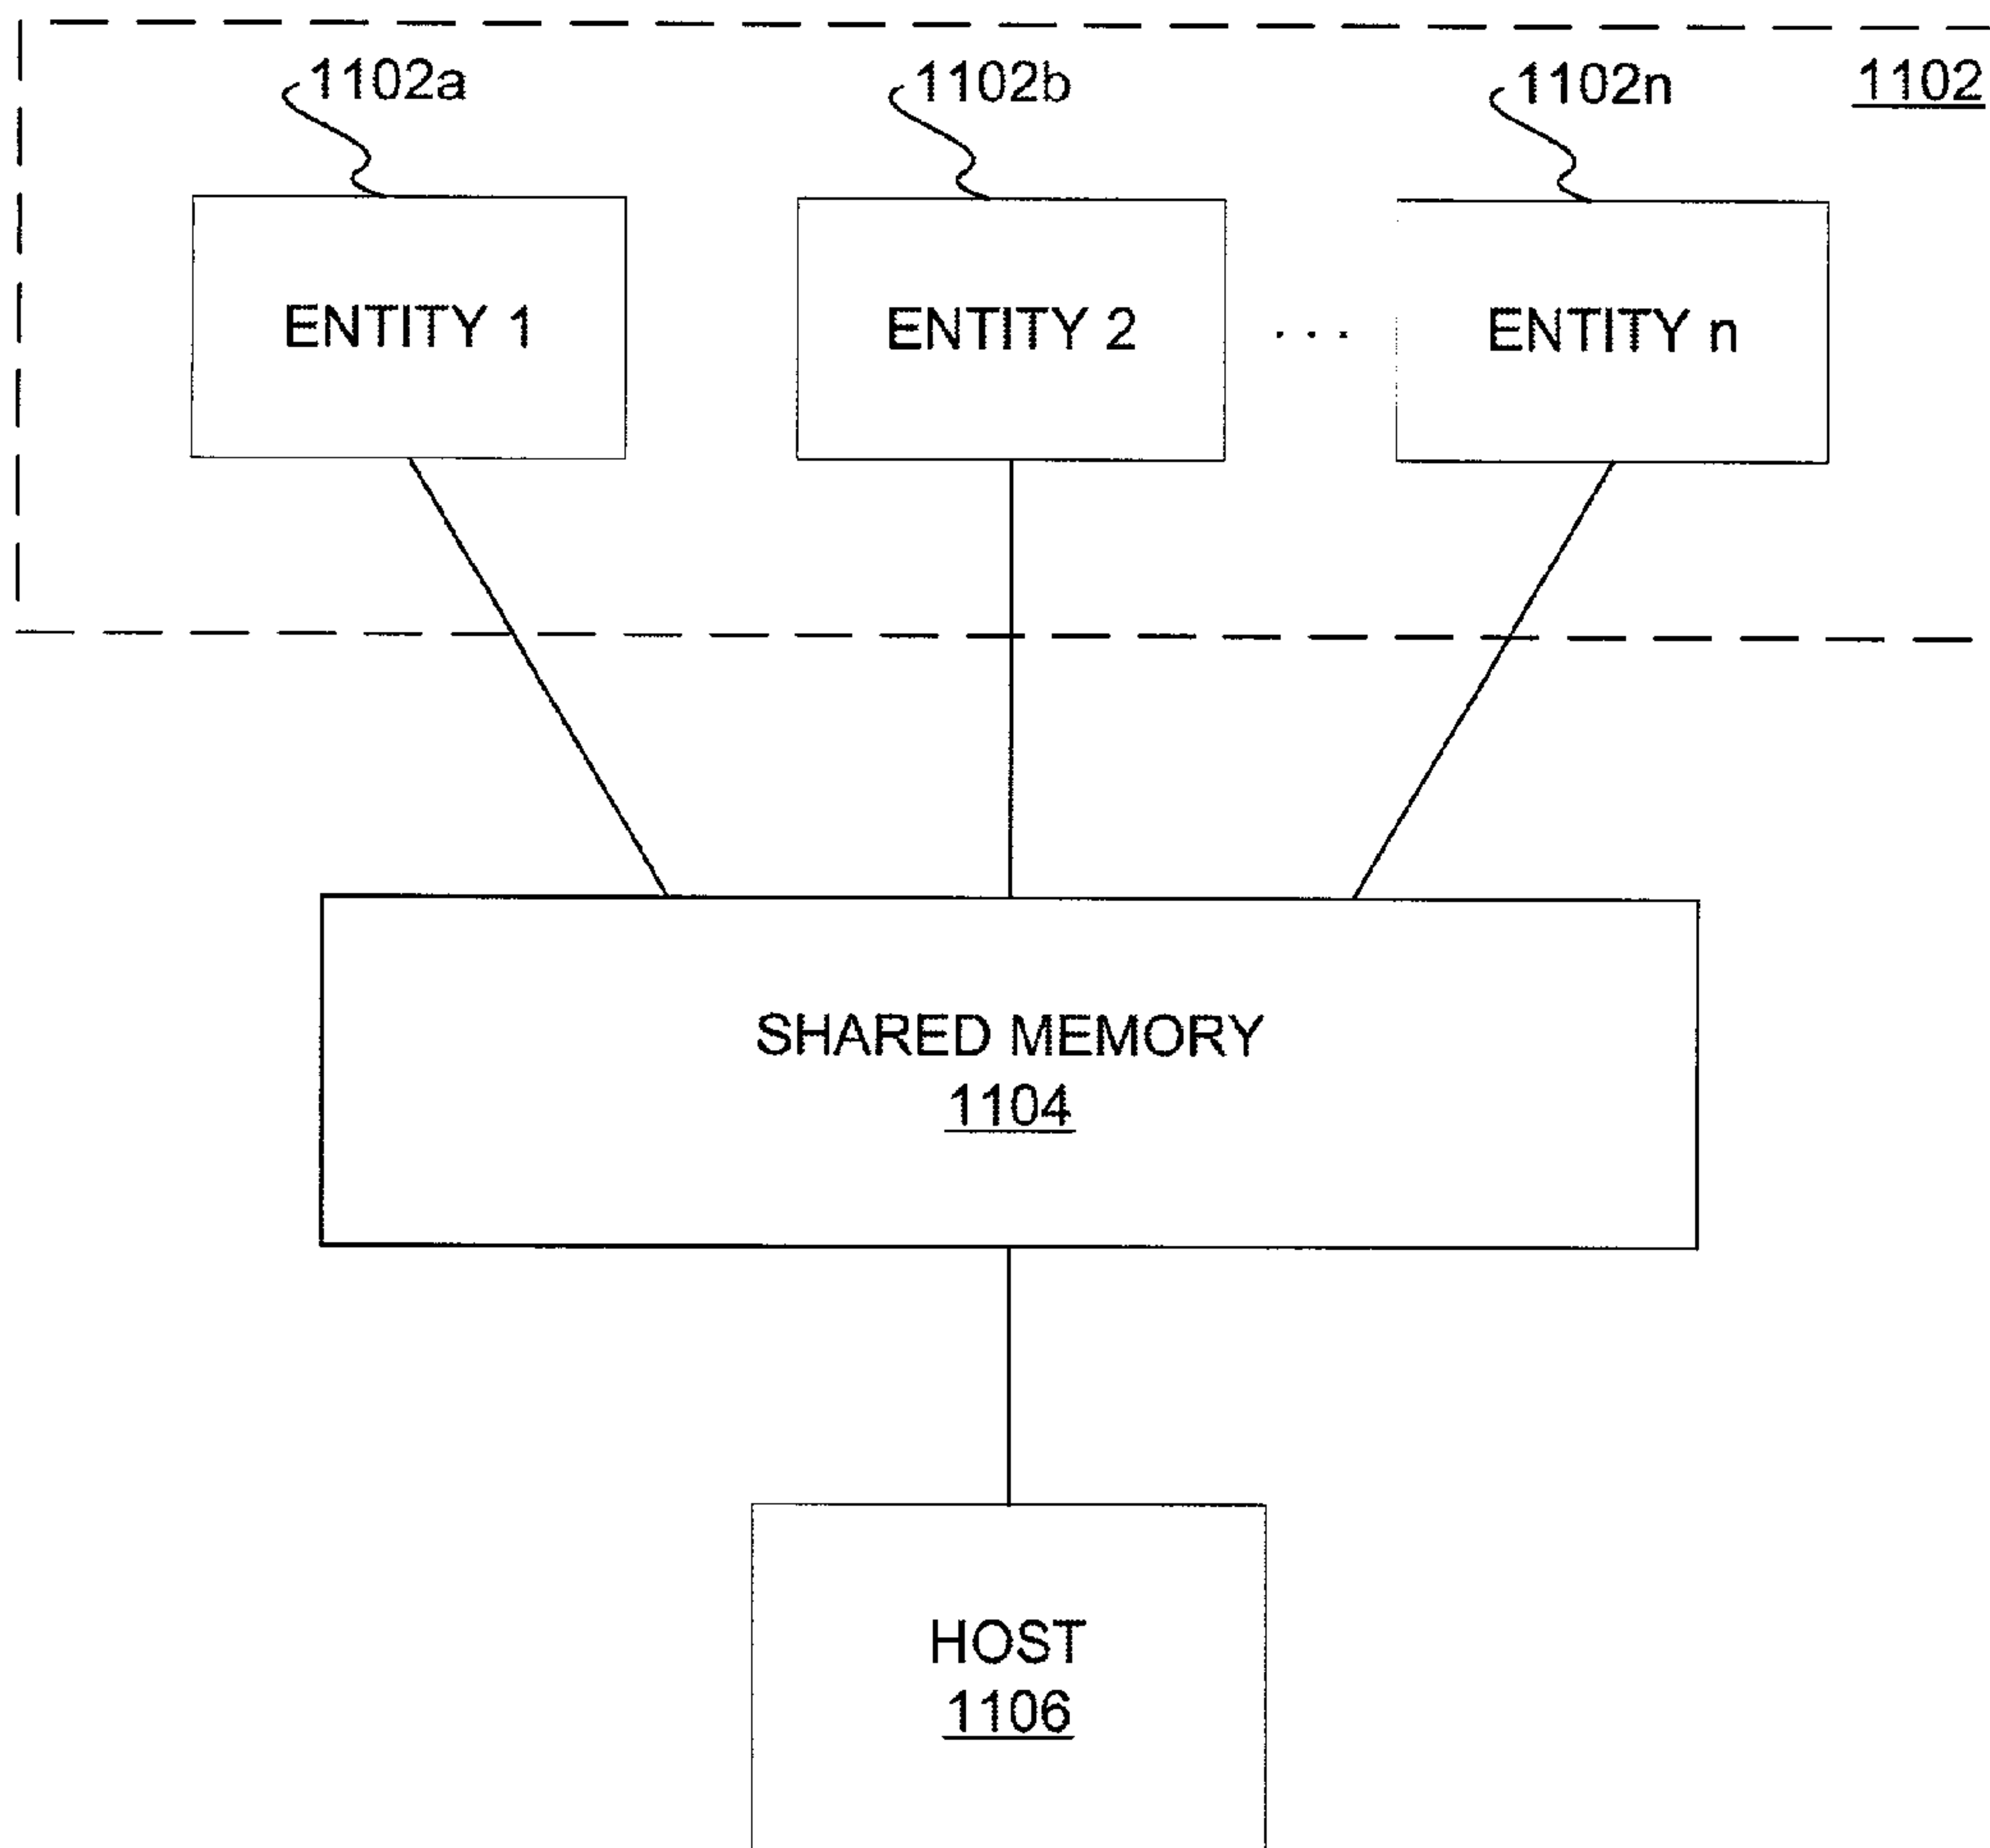 1102a
1102b
1102n
1102
ENTITY 1
ENTITY 2
. . .
ENTITY n
SHARED MEMORY
1104
HOST
1106